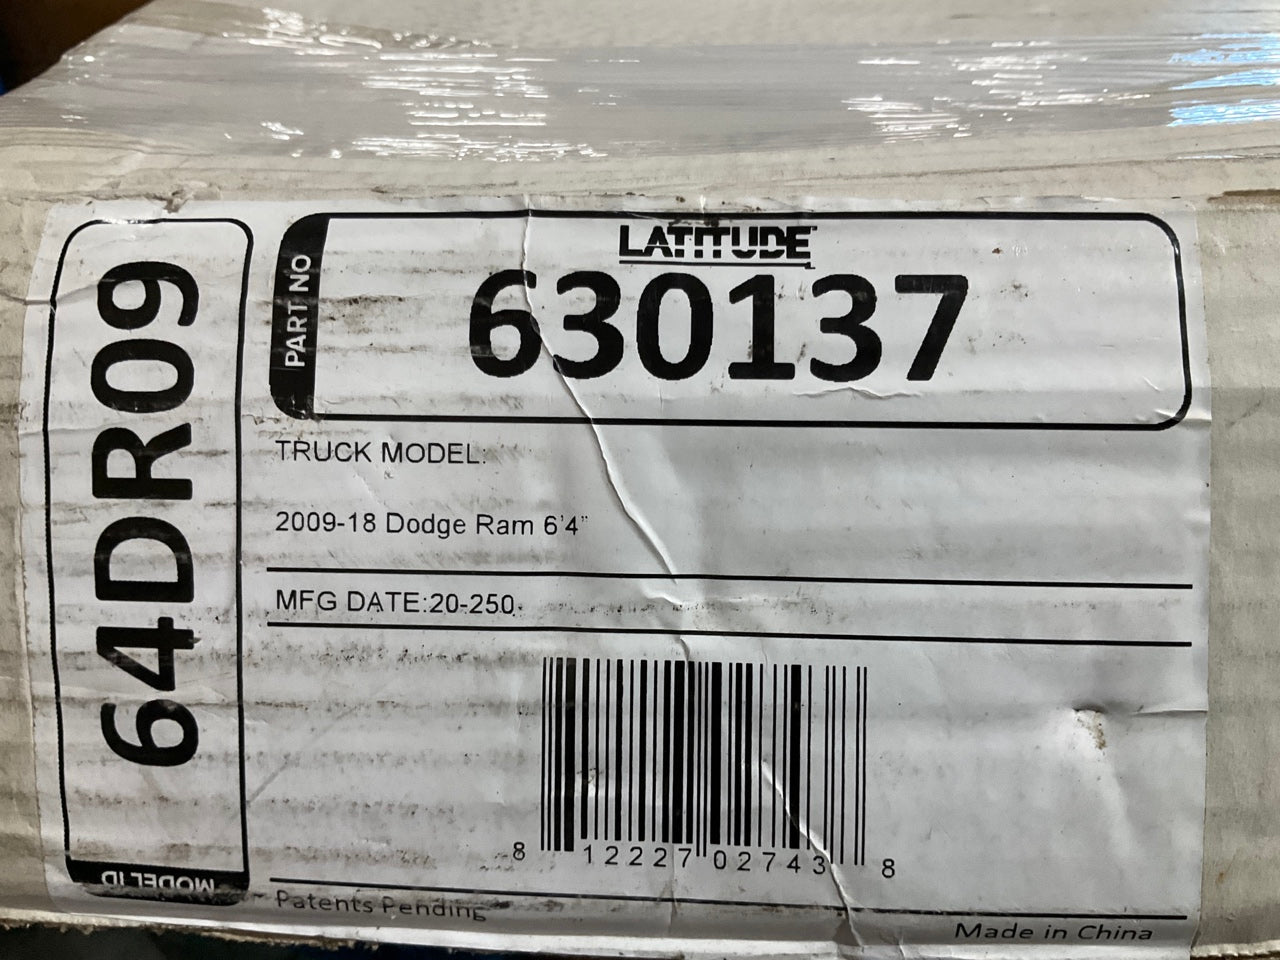 LATITUDE
PART NO
630137
TRUCK MODEL:
2009-18 Dodge Ram 6'4"
MFG DATE:20-250
8 12227 02743 8
Patents Pending
Made in China
64DR09
MODEL ID